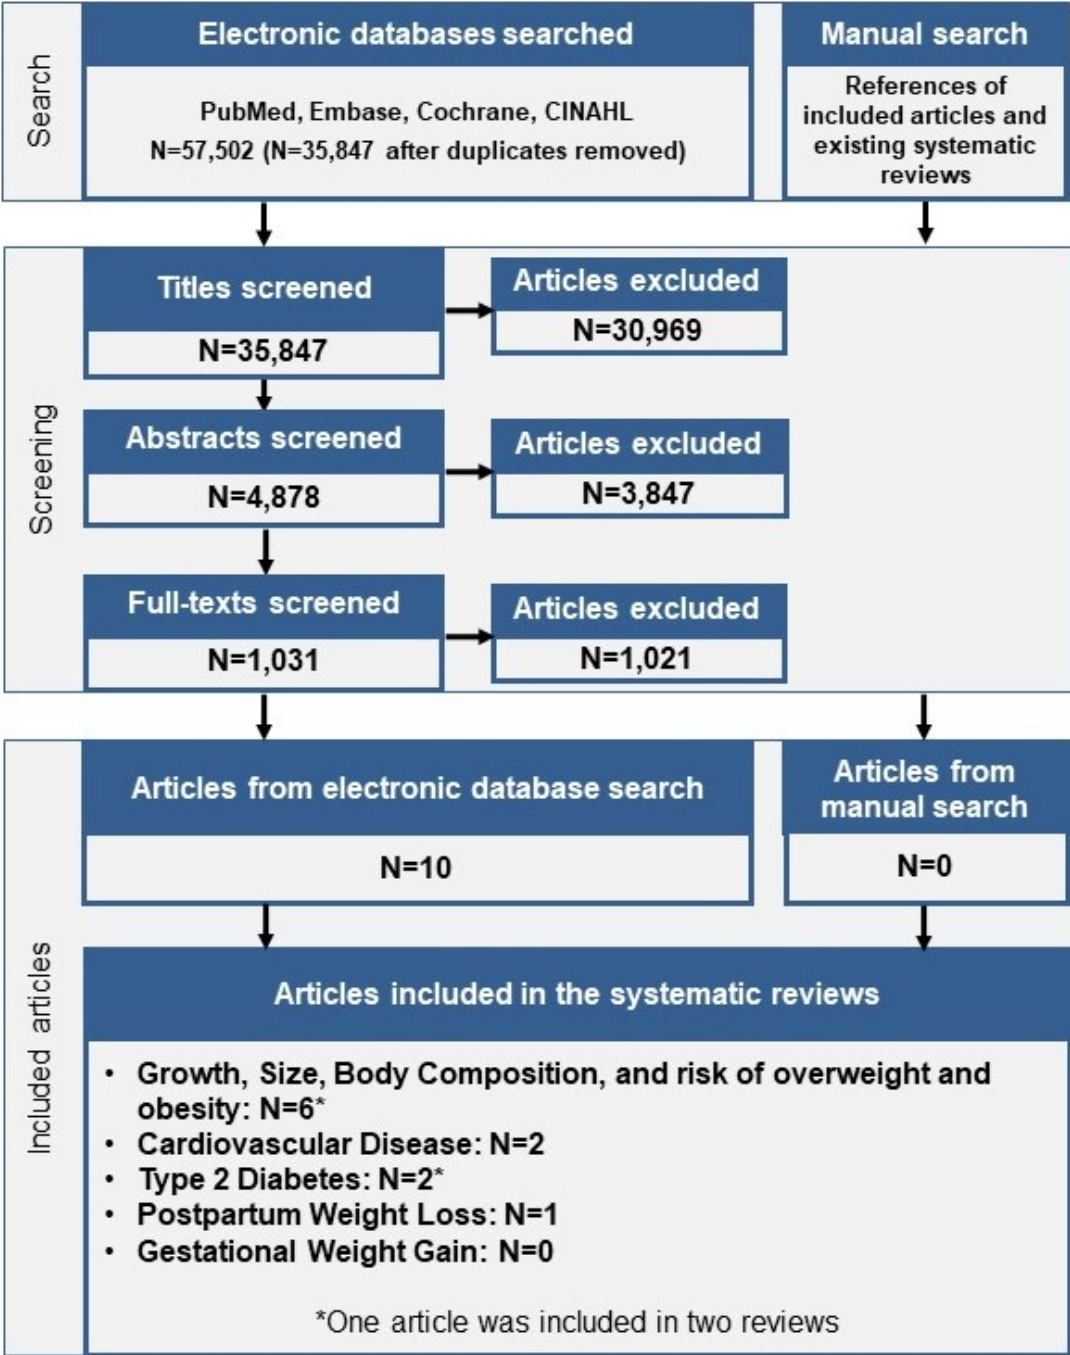 Search
Electronic databases searched
PubMed, Embase, Cochrane, CINAHL
N=57,502 (N=35,847 after duplicates removed)
Manual search
References of
included articles and
existing systematic
reviews
Screening
Titles screened
N=35,847
Articles excluded
N=30,969
Abstracts screened
N=4,878
Articles excluded
N=3,847
Full-texts screened
N=1,031
Articles excluded
N=1,021
Included articles
Articles from electronic database search
N=10
Articles from
manual search
N=0
Articles included in the systematic reviews
• Growth, Size, Body Composition, and risk of overweight and
obesity: N=6*
• Cardiovascular Disease: N=2
• Type 2 Diabetes: N=2*
• Postpartum Weight Loss: N=1
• Gestational Weight Gain: N=0
*One article was included in two reviews